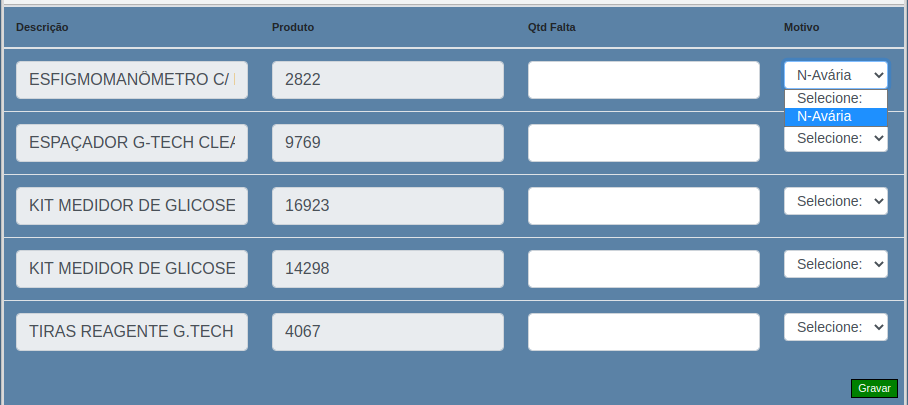 Descrição Produto Qtd Falta Motivo
ESFIGMOMANÔMETRO C/ 2822 N-Avária
Selecione:
N-Avária
ESPAÇADOR G-TECH CLEA 9769 Selecione:
KIT MEDIDOR DE GLICOSE 16923 Selecione:
KIT MEDIDOR DE GLICOSE 14298 Selecione:
TIRAS REAGENTE G.TECH 4067 Selecione:
Gravar